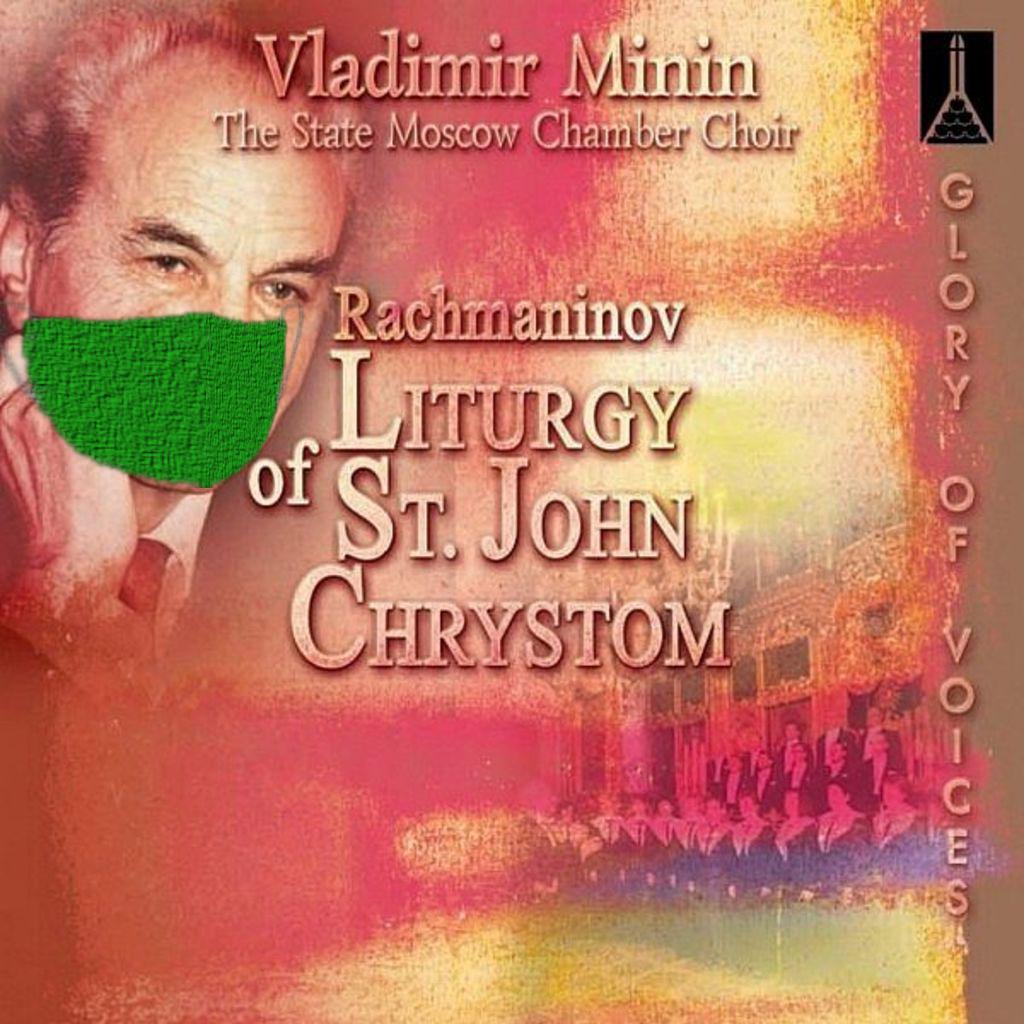 Vladimir Minin
The State Moscow Chamber Choir
Rachmaninov
LITURGY
of ST. JOHN
CHRYSTOM
GLORY OF VOICES